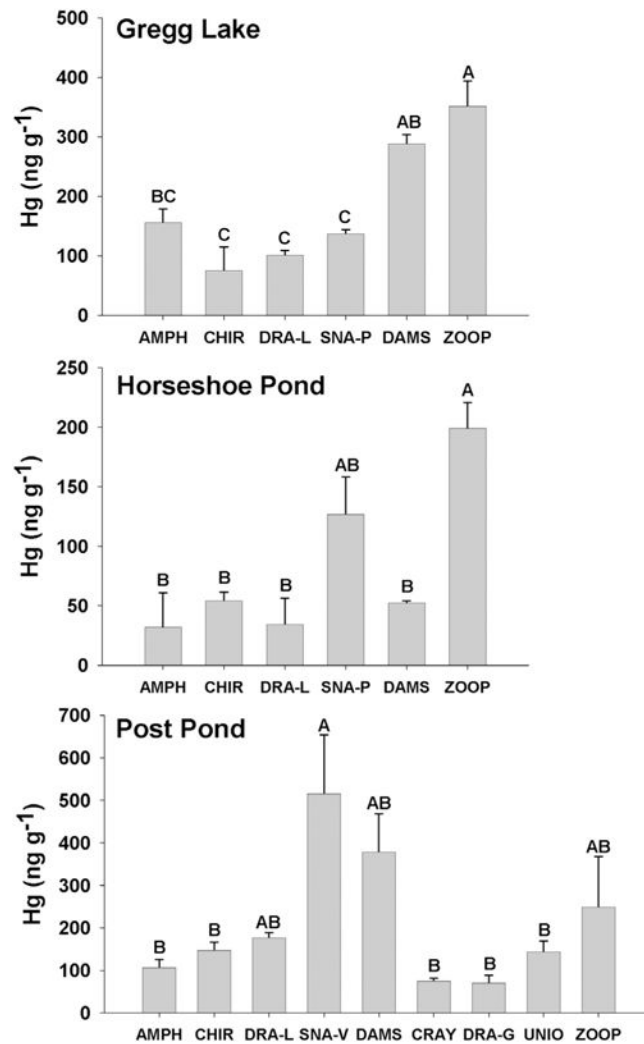 Gregg Lake
Hg (ng g-1)
500
400
300
200
100
0
BC
C
C
C
AB
A
AMPH CHIR DRA-L SNA-P DAMS ZOOP
Horseshoe Pond
Hg (ng g-1)
250
200
150
100
50
0
B
B
B
AB
B
A
AMPH CHIR DRA-L SNA-P DAMS ZOOP
Post Pond
Hg (ng g-1)
700
600
500
400
300
200
100
0
B
B
AB
A
AB
B
B
B
AB
AMPH CHIR DRA-L SNA-V DAMS CRAY DRA-G UNIO ZOOP